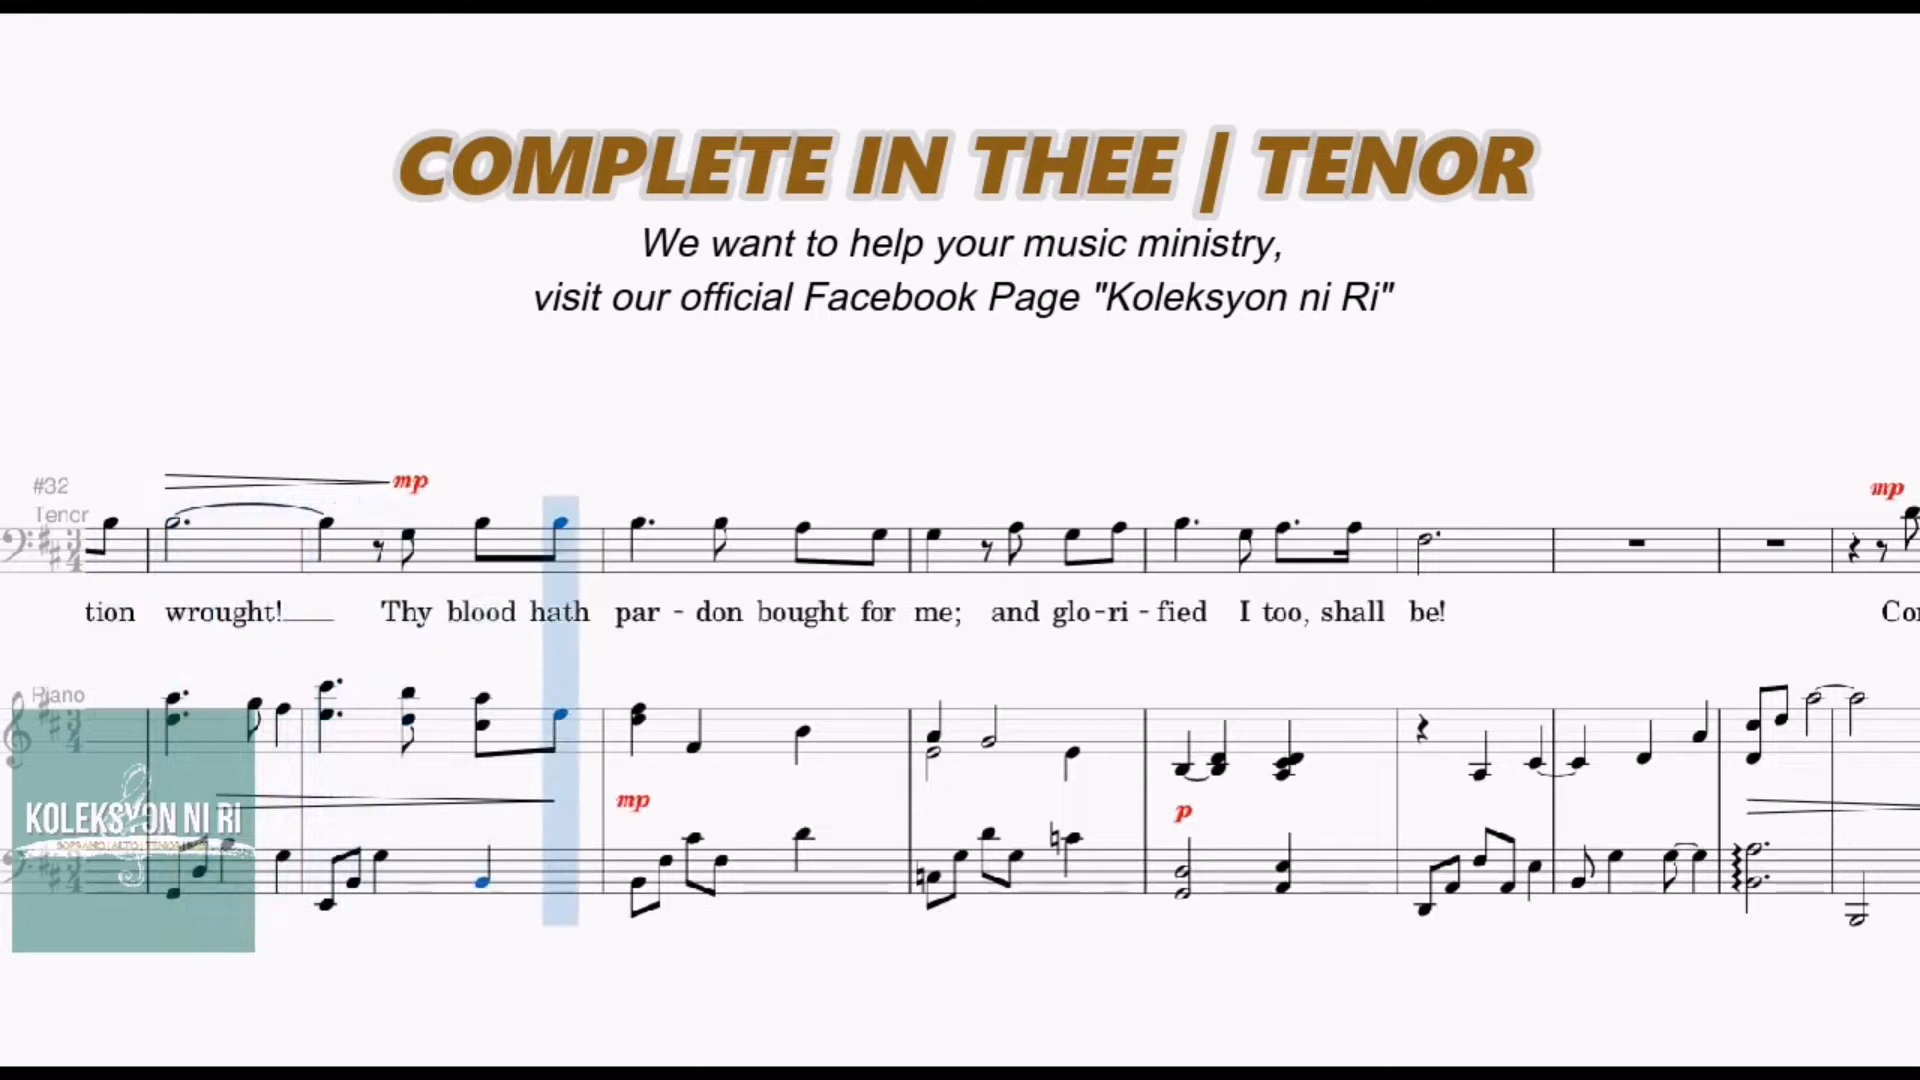 COMPLETE IN THEE | TENOR
We want to help your music ministry,
visit our official Facebook Page "Koleksyon ni Ri"
#32
mp
mp
Tenor
tion wrought! Thy blood hath par - don bought for me; and glo - ri - fied I too, shall be! Con
Piano
mp
p
KOLEKSYON NI RI